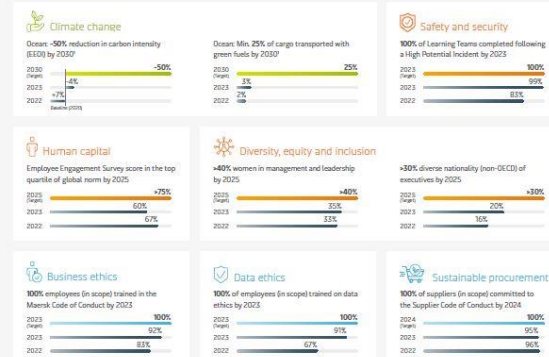 Climate change
Ocean: -50% reduction in carbon intensity
(EEOI) by 2030¹
2030
(Target)
-50%
2023
-4%
2022
+7%
Baseline (2020)
Ocean: Min. 25% of cargo transported with
green fuels by 2030¹
2030
(Target)
25%
2023
3%
2022
2%
Safety and security
100% of Learning Teams completed following
a High Potential Incident by 2023
2023
(Target)
100%
2023
99%
2022
83%
Human capital
Employee Engagement Survey score in the top
quartile of global norm by 2025
2025
(Target)
>75%
2023
60%
2022
67%
Diversity, equity and inclusion
>40% women in management and leadership
by 2025
2025
(Target)
>40%
2023
35%
2022
33%
>30% diverse nationality (non-OECD) of
executives by 2025
2025
(Target)
>30%
2023
20%
2022
16%
Business ethics
100% employees (in scope) trained in the
Maersk Code of Conduct by 2023
2023
(Target)
100%
2023
92%
2022
83%
Data ethics
100% of employees (in scope) trained on data
ethics by 2023
2023
(Target)
100%
2023
91%
2022
67%
Sustainable procurement
100% of suppliers (in scope) committed to
the Supplier Code of Conduct by 2024
2024
(Target)
100%
2023
95%
2022
96%